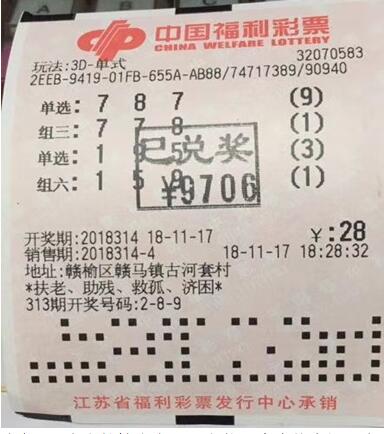 中国福利彩票
CHINA WELFARE LOTTERY
玩法:3D-单式
32070583
2EEB-9419-01FB-655A-AB88/74717389/90940
单选: 7 8 7 (9)
组三: 7 7 8 (1)
单选: 1 9 5 (3)
组六: 1 5 8 (1)
已兑奖
¥9706
开奖期:2018314 18-11-17 ¥:28
销售期:2018314-4 18-11-17 18:28:32
地址:赣榆区赣马镇古河套村
*扶老、助残、救孤、济困*
313期开奖号码:2-8-9
江苏省福利彩票发行中心承销